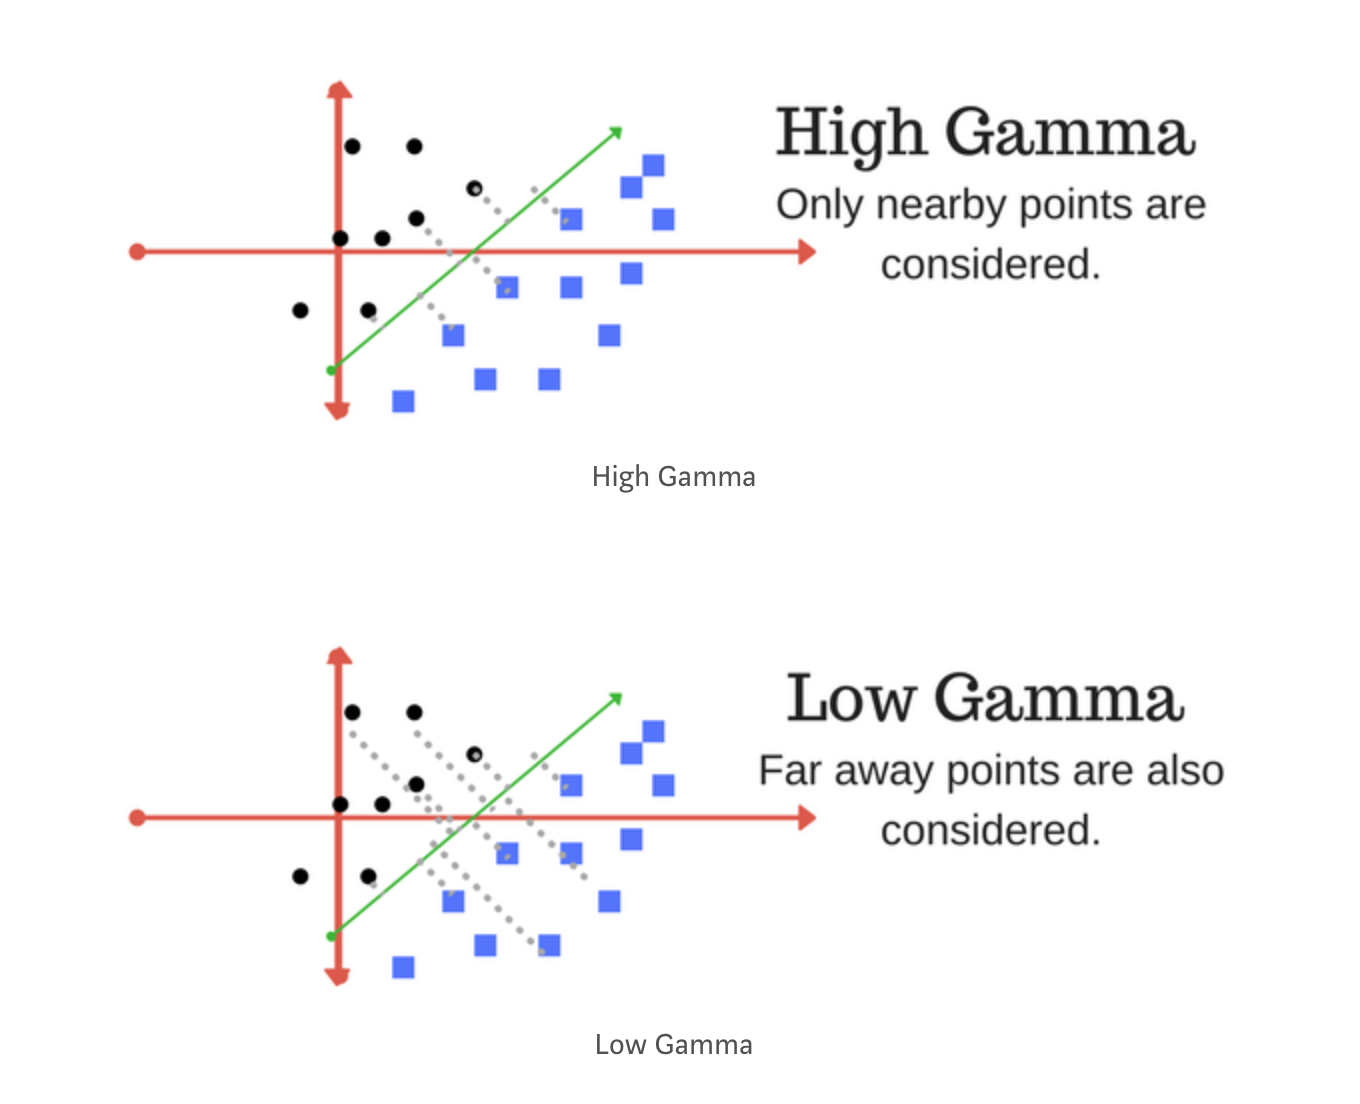 High Gamma
Only nearby points are
considered.
High Gamma
Low Gamma
Far away points are also
considered.
Low Gamma